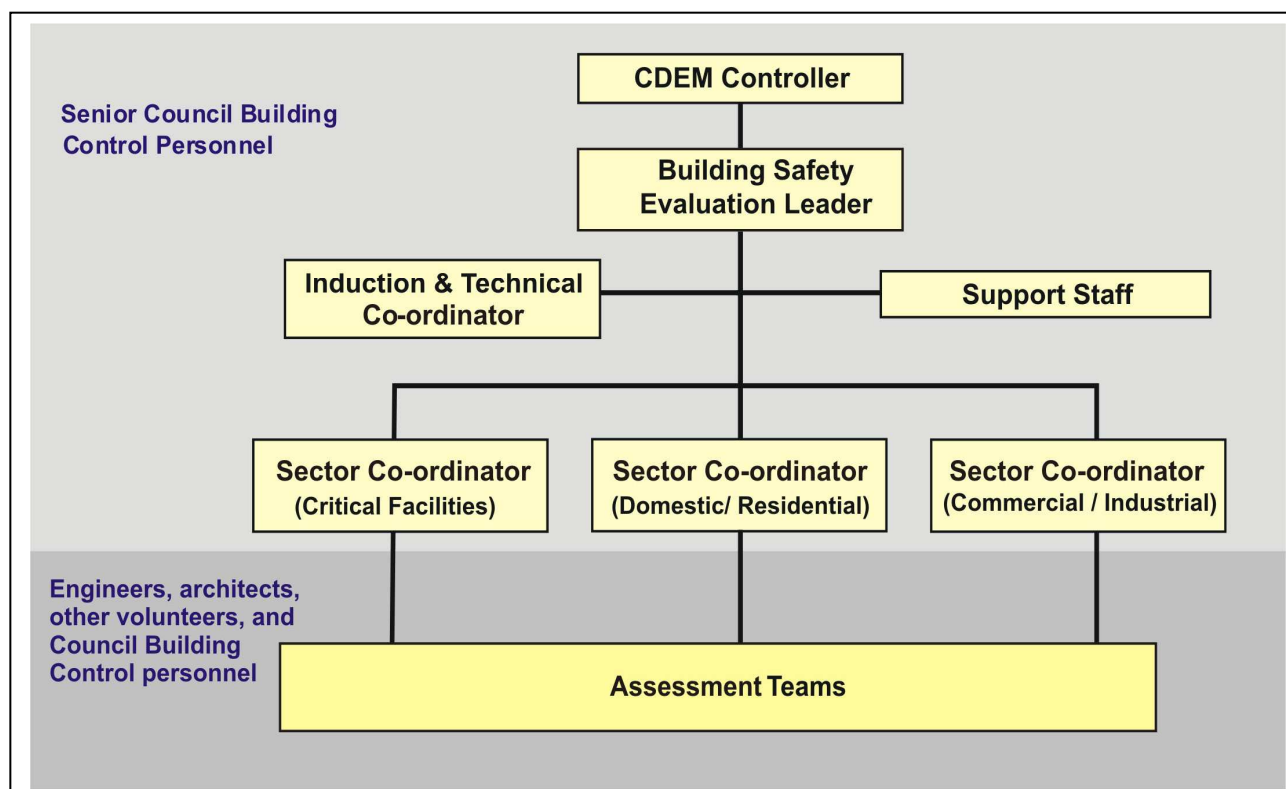 CDEM Controller
Senior Council Building
Control Personnel
Building Safety
Evaluation Leader
Induction & Technical
Co-ordinator
Support Staff
Sector Co-ordinator
(Critical Facilities)
Sector Co-ordinator
(Domestic/ Residential)
Sector Co-ordinator
(Commercial / Industrial)
Engineers, architects,
other volunteers, and
Council Building
Control personnel
Assessment Teams